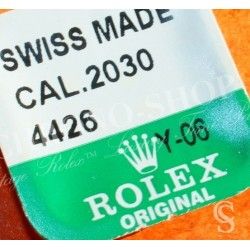 SWISS MADE
CAL.2030
4426
Y-06
ROLEX
ORIGINAL
S